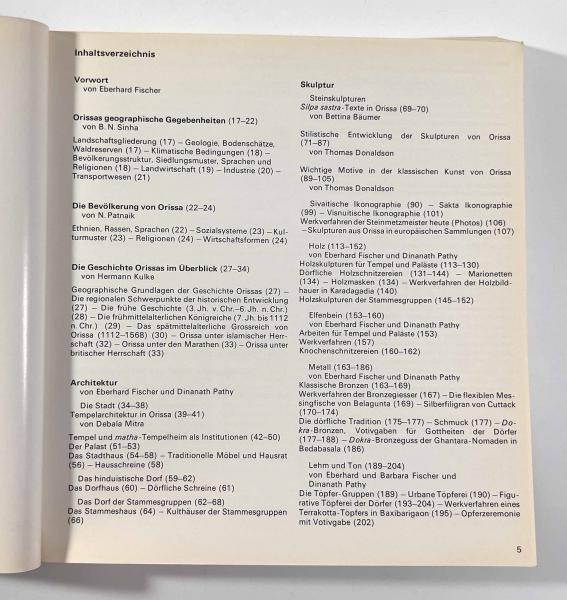 Inhaltsverzeichnis
Vorwort
von Eberhard Fischer
Orissas geographische Gegebenheiten (17–22)
von B. N. Sinha
Landschaftsgliederung (17) – Geologie, Bodenschätze,
Waldreserven (17) – Klimatische Bedingungen (18) –
Bevölkerungsstruktur, Siedlungsmuster, Sprachen und
Religionen (18) – Landwirtschaft (19) – Industrie (20) –
Transportwesen (21)
Die Bevölkerung von Orissa (22–24)
von N. Patnaik
Ethnien, Rassen, Sprachen (22) – Sozialsysteme (23) – Kul-
turmuster (23) – Religionen (24) – Wirtschaftsformen (24)
Die Geschichte Orissas im Überblick (27–34)
von Hermann Kulke
Geographische Grundlagen der Geschichte Orissas (27) –
Die regionalen Schwerpunkte der historischen Entwicklung
(27) – Die frühe Geschichte (3. Jh. v. Chr.–6. Jh. n. Chr.)
(28) – Die frühmittelalterlichen Königreiche (7. Jh. bis 1112
n. Chr.) (29) – Das spätmittelalterliche Grossreich von
Orissa (1112–1568) (30) – Orissa unter islamischer Herr-
schaft (32) – Orissa unter den Marathen (33) – Orissa unter
britischer Herrschaft (33)
Architektur
von Eberhard Fischer und Dinanath Pathy
Die Stadt (34–38)
Tempelarchitektur in Orissa (39–41)
von Debala Mitra
Tempel und matha-Tempelheim als Institutionen (42–50)
Der Palast (51–53)
Das Stadthaus (54–58) – Traditionelle Möbel und Hausrat
(56) – Hausschreine (58)
Das hinduistische Dorf (59–62)
Das Dorfhaus (60) – Dörfliche Schreine (61)
Das Dorf der Stammesgruppen (62–68)
Das Stammeshaus (64) – Kulthäuser der Stammesgruppen
(66)
Skulptur
Steinskulpturen
Silpa sastra-Texte in Orissa (69–70)
von Bettina Bäumer
Stilistische Entwicklung der Skulpturen von Orissa
(71–87)
von Thomas Donaldson
Wichtige Motive in der klassischen Kunst von Orissa
(89–105)
von Thomas Donaldson
Sivaitische Ikonographie (90) – Sakta Ikonographie
(99) – Visnuitische Ikonographie (101)
Werkverfahren der Steinmetzmeister heute (Photos) (106)
–Skulpturen aus Orissa in europäischen Sammlungen (107)
Holz (113–152)
von Eberhard Fischer und Dinanath Pathy
Holzskulpturen für Tempel und Paläste (113–130)
Dörfliche Holzschnitzereien (131–144) – Marionetten
(134) – Holzmasken (134) – Werkverfahren der Holzbild-
hauer in Karadagadia (140)
Holzskulpturen der Stammesgruppen (145–152)
Elfenbein (153–160)
von Eberhard Fischer und Dinanath Pathy
Arbeiten für Tempel und Paläste (153)
Werkverfahren (157)
Knochenschnitzereien (160–162)
Metall (163–186)
von Eberhard Fischer und Dinanath Pathy
Klassische Bronzen (163–169)
Werkverfahren der Bronzegiesser (167) – Die flexiblen Mes-
singfische von Belagunta (169) – Silberfiligran von Cuttack
(170–174)
Die dörfliche Tradition (175–177) – Schmuck (177) – Do-
kra-Bronzen, Votivgaben für Gottheiten der Dörfer
(177–188) – Dokra-Bronzeguss der Ghantara-Nomaden in
Bedabasala (186)
Lehm und Ton (189–204)
von Eberhard und Barbara Fischer und
Dinanath Pathy
Die Töpfer-Gruppen (189) – Urbane Töpferei (190) – Figu-
rative Töpferei der Dörfer (193–204) – Werkverfahren eines
Terrakotta-Töpfers in Baxibarigaon (195) – Opferzeremonie
mit Votivgabe (202)
5